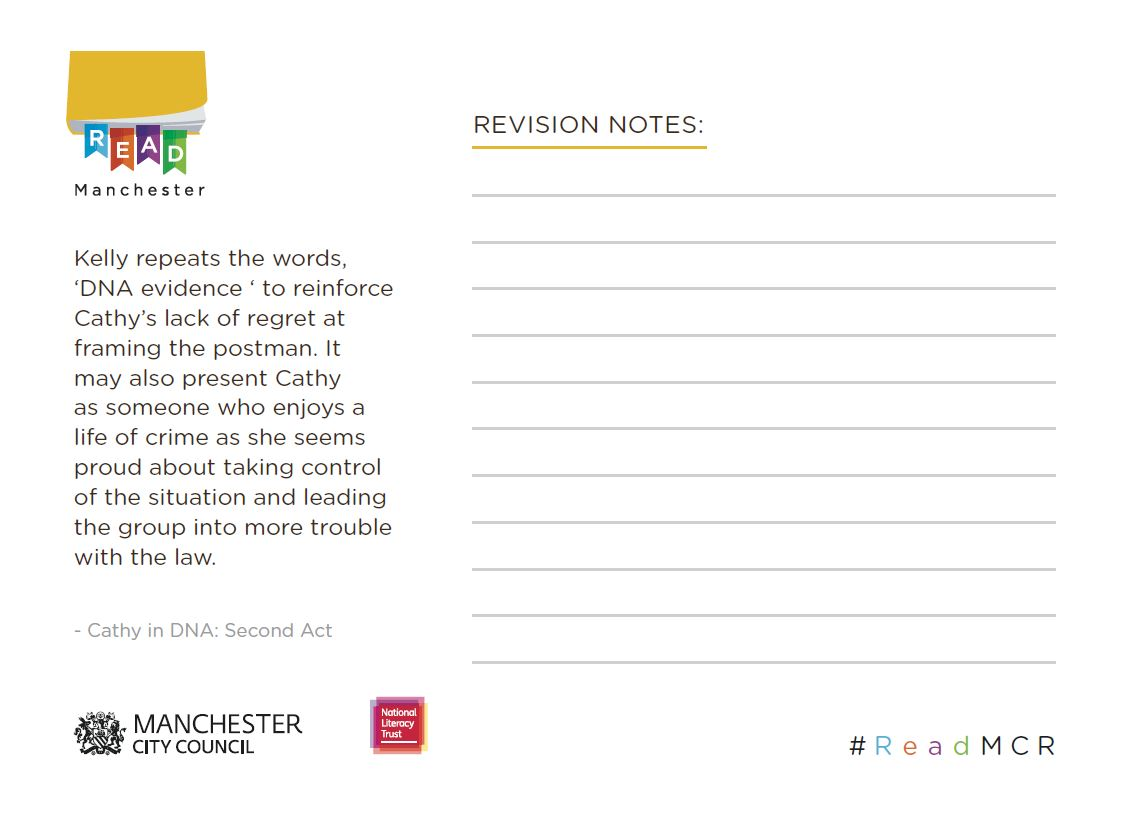 READ
Manchester
Kelly repeats the words,
‘DNA evidence ‘ to reinforce
Cathy’s lack of regret at
framing the postman. It
may also present Cathy
as someone who enjoys a
life of crime as she seems
proud about taking control
of the situation and leading
the group into more trouble
with the law.
- Cathy in DNA: Second Act
REVISION NOTES:
MANCHESTER
CITY COUNCIL
National
Literacy
Trust
#ReadMCR